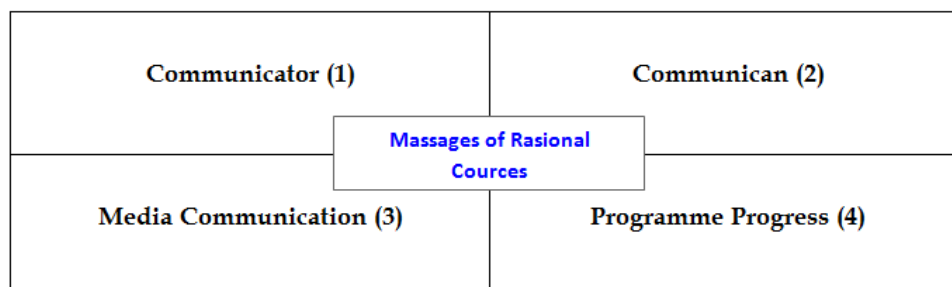 Communicator (1)
Communican (2)
Massages of Rasional
Cources
Media Communication (3)
Programme Progress (4)